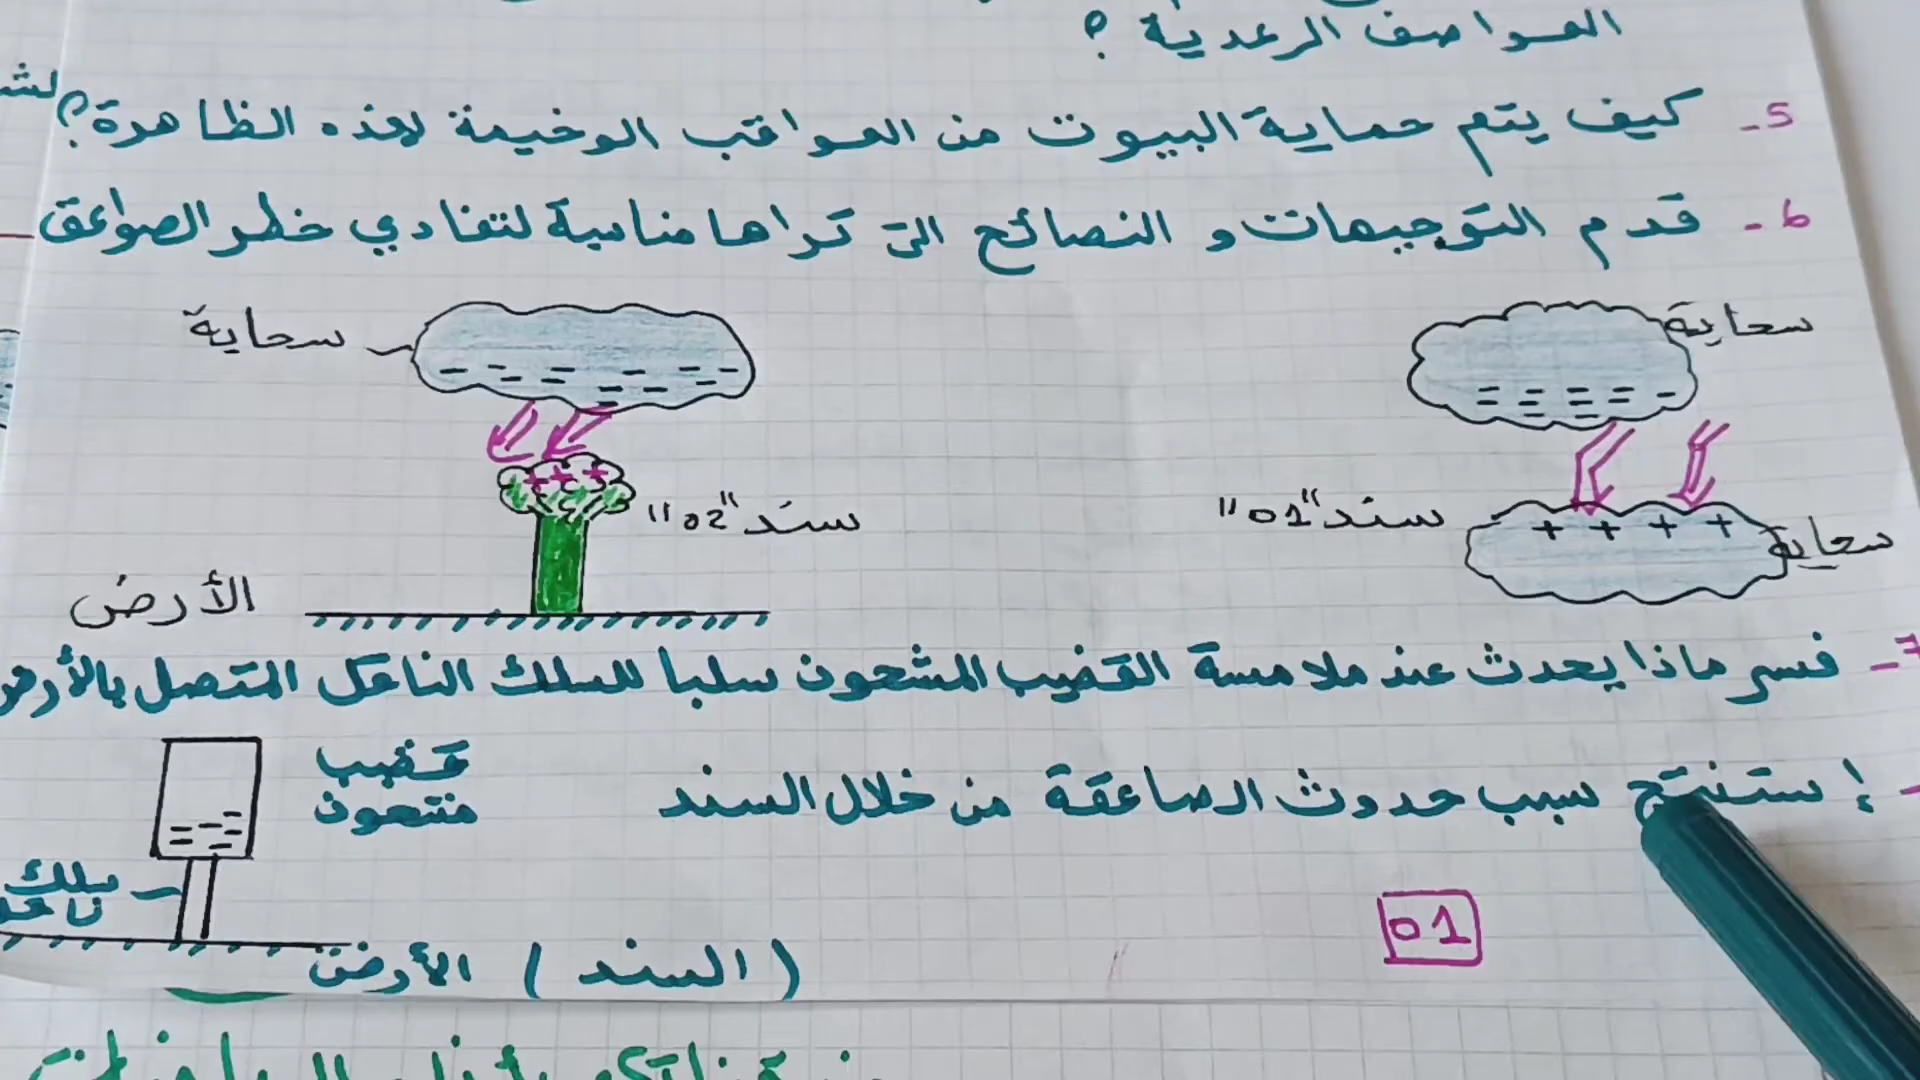 العواصف الرعدية ؟
5 - كيف يتم حماية البيوت من العواقب الوخيمة لهذه الظاهرة؟
6 - قدم التوجيهات و النصائح التي تراها مناسبة لتفادي خطر الصواعق
سحابة
سحابة
سند "01"
سحابة
سند "02"
الأرض
7 - فسر ماذا يحدث عند ملامسة القضيب المشحون سلبا للسلك الناقل المتصل بالأرض
- إستنتج سبب حدوث الصاعقة من خلال السند
قضيب
مشحون
سلك
01
( السند )
الأرض